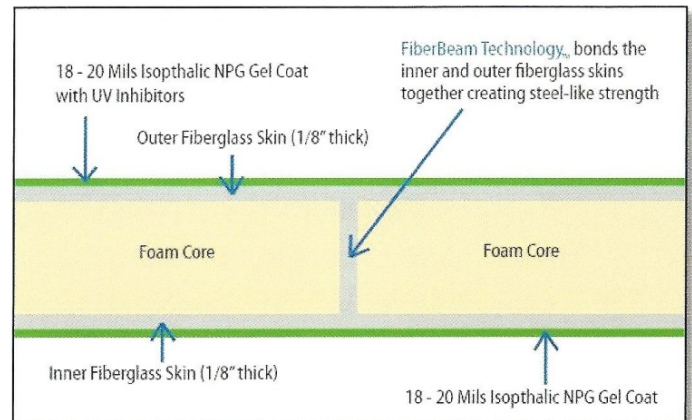 FiberBeam Technology™ bonds the
inner and outer fiberglass skins
together creating steel-like strength
18 - 20 Mils Isopthalic NPG Gel Coat
with UV Inhibitors
Outer Fiberglass Skin (1/8" thick)
Foam Core
Foam Core
Inner Fiberglass Skin (1/8" thick)
18 - 20 Mils Isopthalic NPG Gel Coat